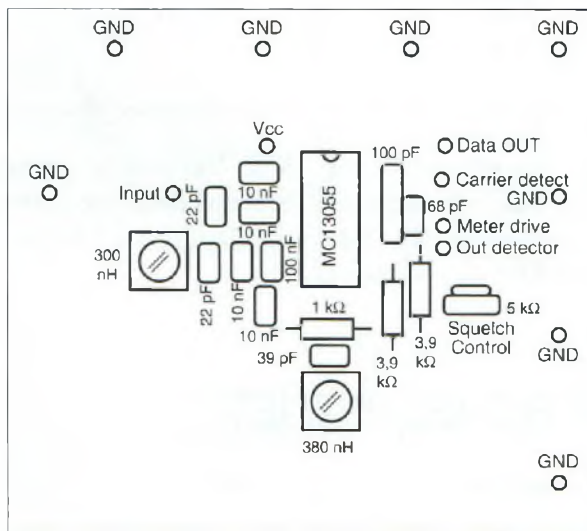 GND
GND
GND
GND
GND
Input
Vcc
22 pF
10 nF
10 nF
MC13055
100 pF
68 pF
Data OUT
Carrier detect
GND
Meter drive
Out detector
300
nH
22 pF
10 nF
100 nF
10 nF
1 kΩ
39 pF
3,9
kΩ
3,9
kΩ
5 kΩ
Squelch
Control
GND
380 nH
GND